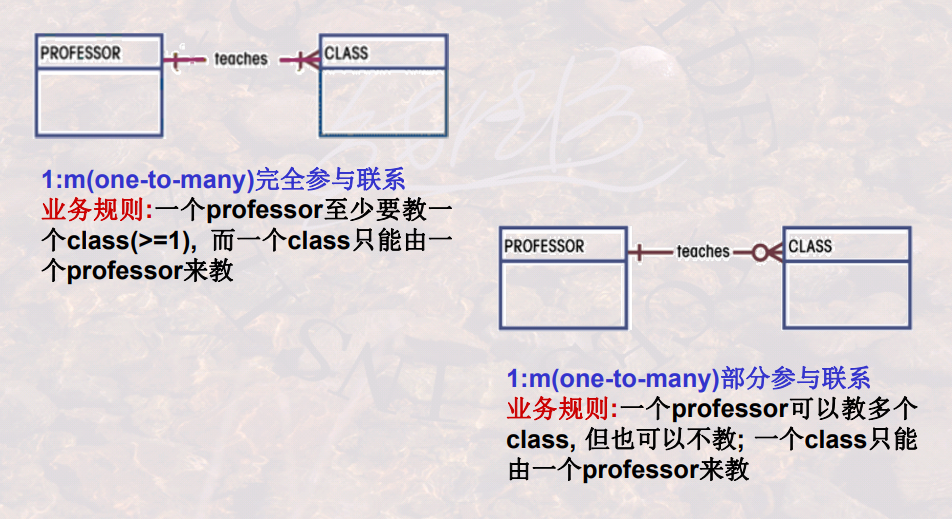 PROFESSOR
teaches
CLASS
1:m(one-to-many)完全参与联系
业务规则:一个professor至少要教一
个class(>=1), 而一个class只能由一
个professor来教
PROFESSOR
teaches
CLASS
1:m(one-to-many)部分参与联系
业务规则:一个professor可以教多个
class, 但也可以不教; 一个class只能
由一个professor来教